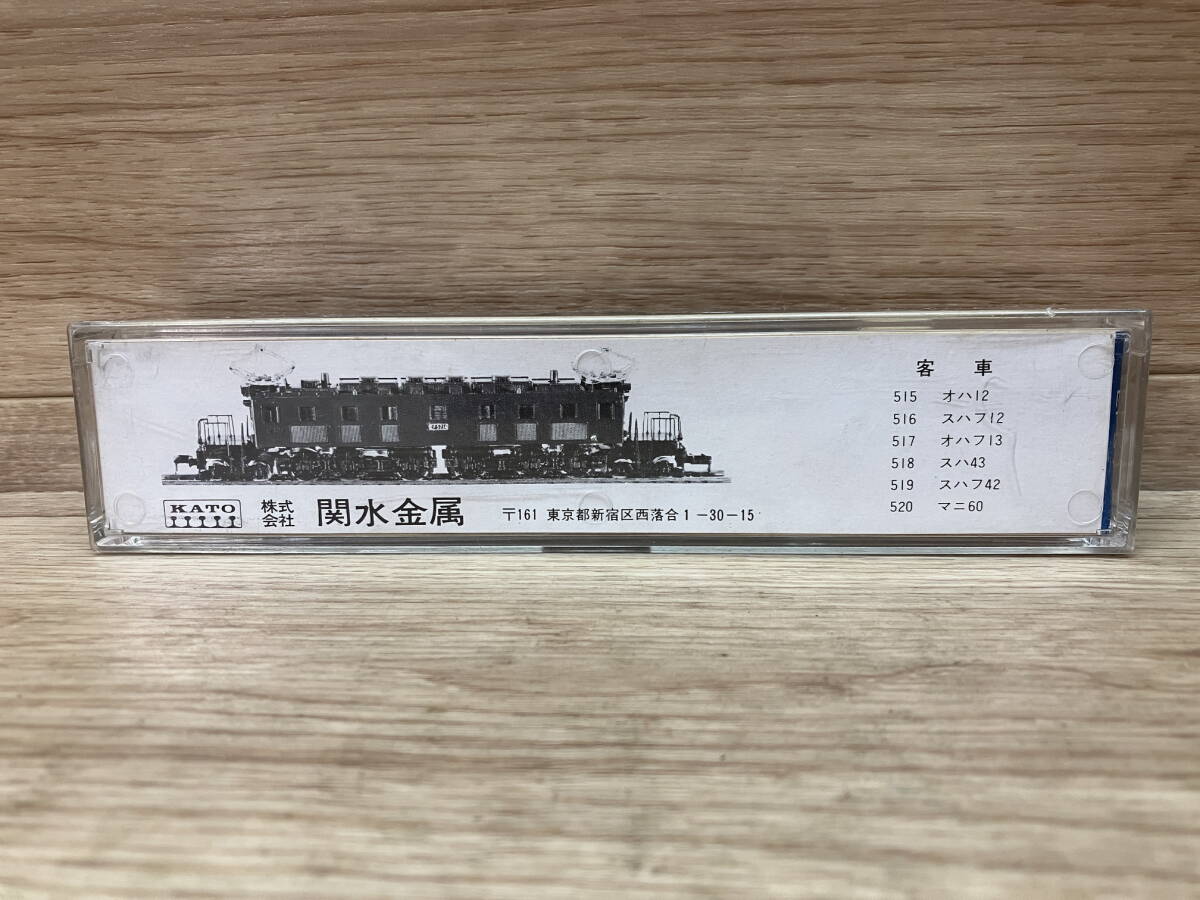 客車
515 オハ12
516 スハフ12
517 オハフ13
518 スハ43
519 スハフ42
520 マニ60
KATO
株式会社 関水金属 〒161 東京都新宿区西落合1-30-15